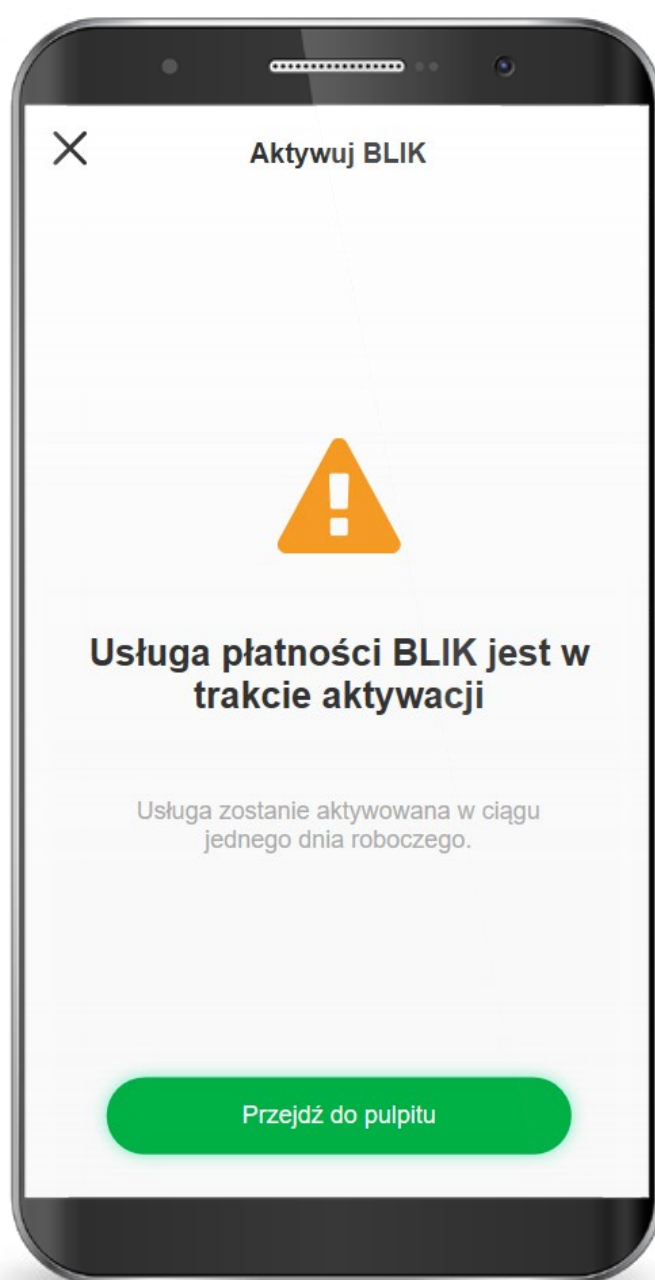 Aktywuj BLIK
Usługa płatności BLIK jest w
trakcie aktywacji
Usługa zostanie aktywowana w ciągu
jednego dnia roboczego.
Przejdź do pulpitu